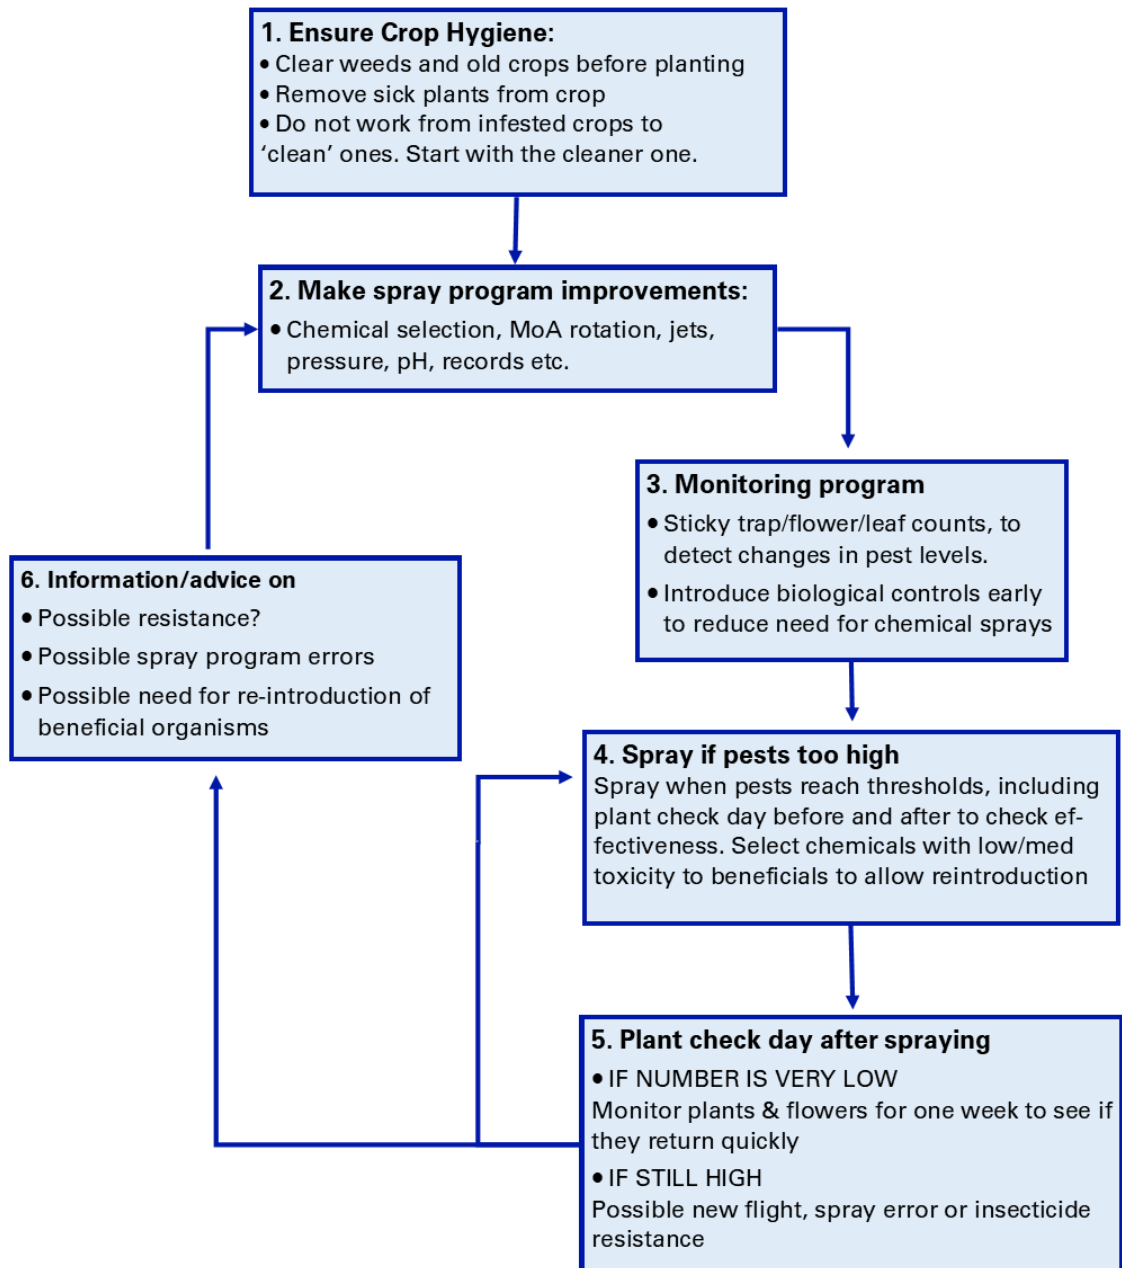 1. Ensure Crop Hygiene:
• Clear weeds and old crops before planting
• Remove sick plants from crop
• Do not work from infested crops to
‘clean’ ones. Start with the cleaner one.
2. Make spray program improvements:
• Chemical selection, MoA rotation, jets,
pressure, pH, records etc.
3. Monitoring program
• Sticky trap/flower/leaf counts, to
detect changes in pest levels.
• Introduce biological controls early
to reduce need for chemical sprays
4. Spray if pests too high
Spray when pests reach thresholds, including
plant check day before and after to check ef-
fectiveness. Select chemicals with low/med
toxicity to beneficials to allow reintroduction
5. Plant check day after spraying
• IF NUMBER IS VERY LOW
Monitor plants & flowers for one week to see if
they return quickly
• IF STILL HIGH
Possible new flight, spray error or insecticide
resistance
6. Information/advice on
• Possible resistance?
• Possible spray program errors
• Possible need for re-introduction of
beneficial organisms